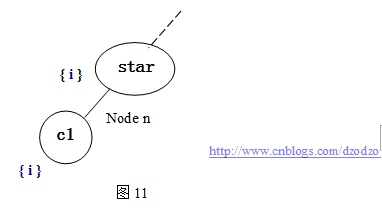 star
{ i }
Node n
c1
http://www.cnblogs.com/dzodzo
{ i }
图 11